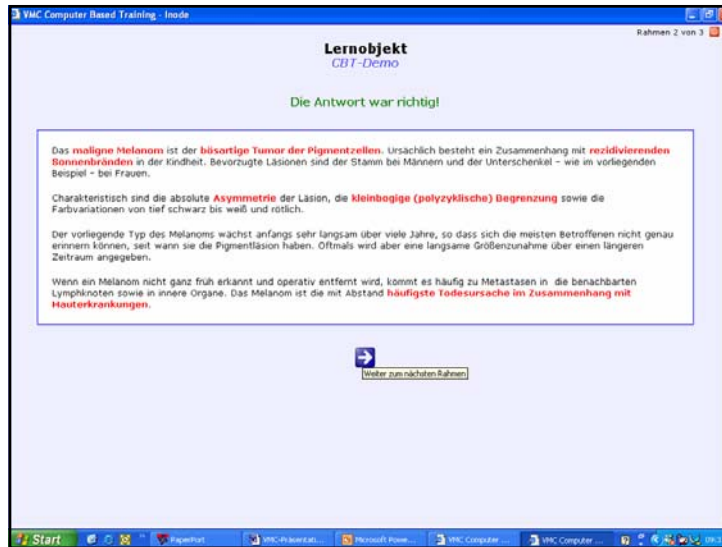 VMC Computer Based Training - Inode
Rahmen 2 von 3
Lernobjekt
CBT-Demo
Die Antwort war richtig!
Das maligne Melanom ist der bösartige Tumor der Pigmentzellen. Ursächlich besteht ein Zusammenhang mit rezidivierenden
Sonnenbränden in der Kindheit. Bevorzugte Läsionen sind der Stamm bei Männern und der Unterschenkel - wie im vorliegenden
Beispiel - bei Frauen.
Charakteristisch sind die absolute Asymmetrie der Läsion, die kleinbogige (polyzyklische) Begrenzung sowie die
Farbvariationen von tief schwarz bis weiß und rötlich.
Der vorliegende Typ des Melanoms wächst anfangs sehr langsam über viele Jahre, so dass sich die meisten Betroffenen nicht genau
erinnern können, seit wann sie die Pigmentläsion haben. Oftmals wird aber eine langsame Größenzunahme über einen längeren
Zeitraum angegeben.
Wenn ein Melanom nicht ganz früh erkannt und operativ entfernt wird, kommt es häufig zu Metastasen in die benachbarten
Lymphknoten sowie in innere Organe. Das Melanom ist die mit Abstand häufigste Todesursache im Zusammenhang mit
Hauterkrankungen.
Weiter zum nächsten Rahmen
Start PaperPort VMC-Präsentati... Microsoft Powe... VMC Computer ... VMC Computer ...